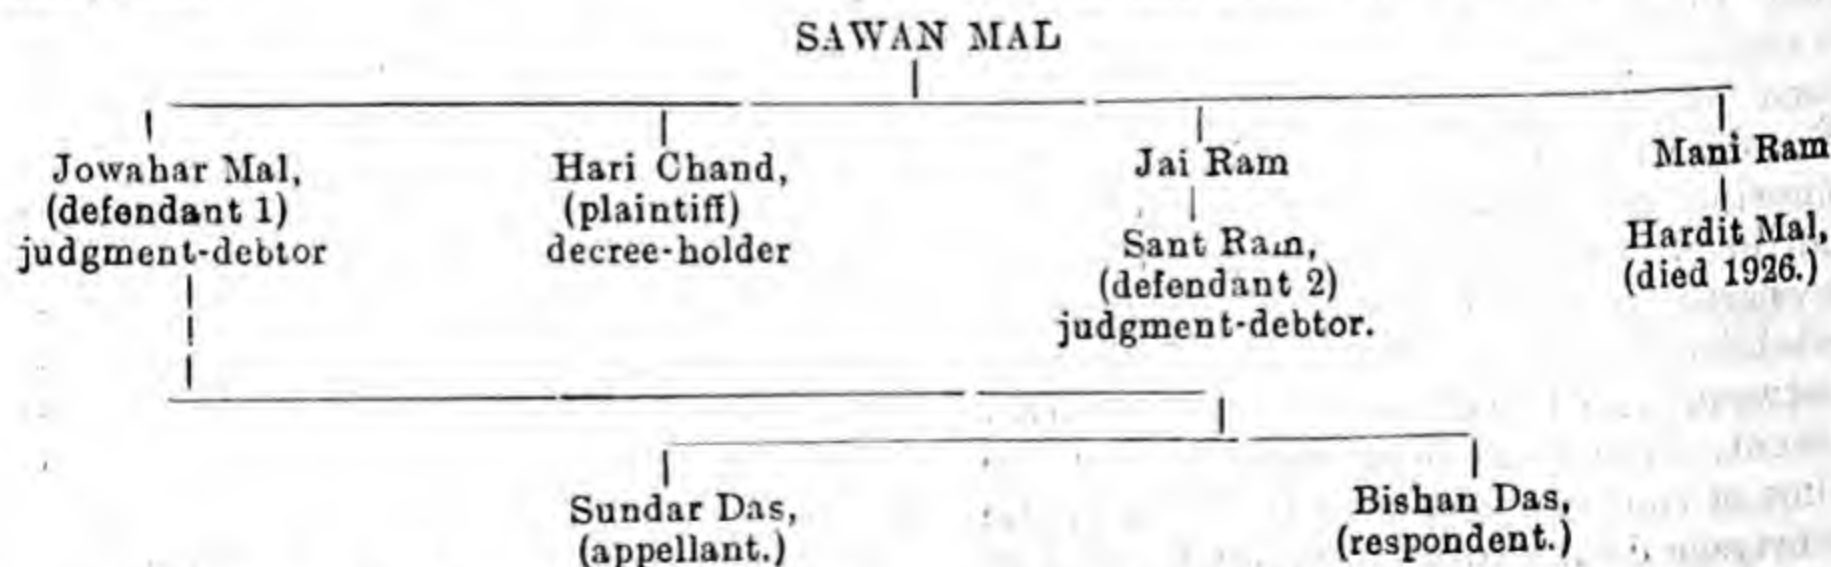 SAWAN MAL
Jowahar Mal,
(defendant 1)
judgment-debtor
Hari Chand,
(plaintiff)
decree-holder
Jai Ram
Sant Ram,
(defendant 2)
judgment-debtor.
Mani Ram
Hardit Mal,
(died 1926.)
Sundar Das,
(appellant.)
Bishan Das,
(respondent.)